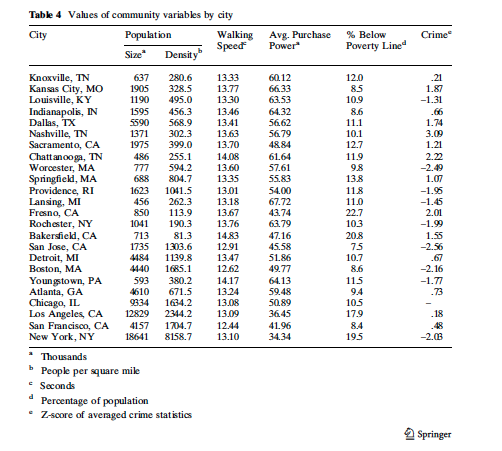 Table 4 Values of community variables by city
City Population Walking Speedc Avg. Purchase Powera % Below Poverty Lined Crimee
Sizea Densityb
Knoxville, TN 637 280.6 13.33 60.12 12.0 .21
Kansas City, MO 1905 328.5 13.77 66.33 8.5 1.87
Louisville, KY 1190 495.0 13.30 63.53 10.9 −1.31
Indianapolis, IN 1595 456.3 13.46 64.32 8.6 .66
Dallas, TX 5590 568.9 13.41 56.62 11.1 1.74
Nashville, TN 1371 302.3 13.63 56.79 10.1 3.09
Sacramento, CA 1975 399.0 13.70 48.84 12.7 1.21
Chattanooga, TN 486 255.1 14.08 61.64 11.9 2.22
Worcester, MA 777 594.2 13.60 57.61 9.8 −2.49
Springfield, MA 688 804.7 13.35 55.83 13.8 1.07
Providence, RI 1623 1041.5 13.01 54.00 11.8 −1.95
Lansing, MI 456 262.3 13.18 67.72 11.0 −1.45
Fresno, CA 850 113.9 13.67 43.74 22.7 2.01
Rochester, NY 1041 190.3 13.76 63.79 10.3 −1.99
Bakersfield, CA 713 81.3 14.83 47.16 20.8 1.55
San Jose, CA 1735 1303.6 12.91 45.58 7.5 −2.56
Detroit, MI 4484 1139.8 13.47 51.86 10.7 .67
Boston, MA 4440 1685.1 12.62 49.77 8.6 −2.16
Youngstown, PA 593 380.2 14.17 64.13 11.5 −1.77
Atlanta, GA 4610 671.5 13.24 59.48 9.4 .73
Chicago, IL 9334 1634.2 13.08 50.89 10.5 –
Los Angeles, CA 12829 2344.2 13.09 36.45 17.9 .18
San Francisco, CA 4157 1704.7 12.44 41.96 8.4 .48
New York, NY 18641 8158.7 13.10 34.34 19.5 −2.03
a Thousands
b People per square mile
c Seconds
d Percentage of population
e Z-score of averaged crime statistics
Springer